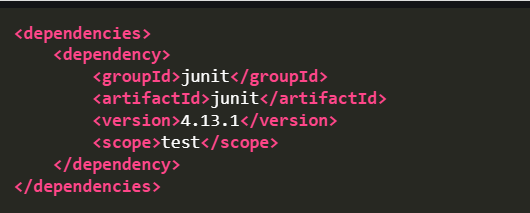 <dependencies>
    <dependency>
        <groupId>junit</groupId>
        <artifactId>junit</artifactId>
        <version>4.13.1</version>
        <scope>test</scope>
    </dependency>
</dependencies>